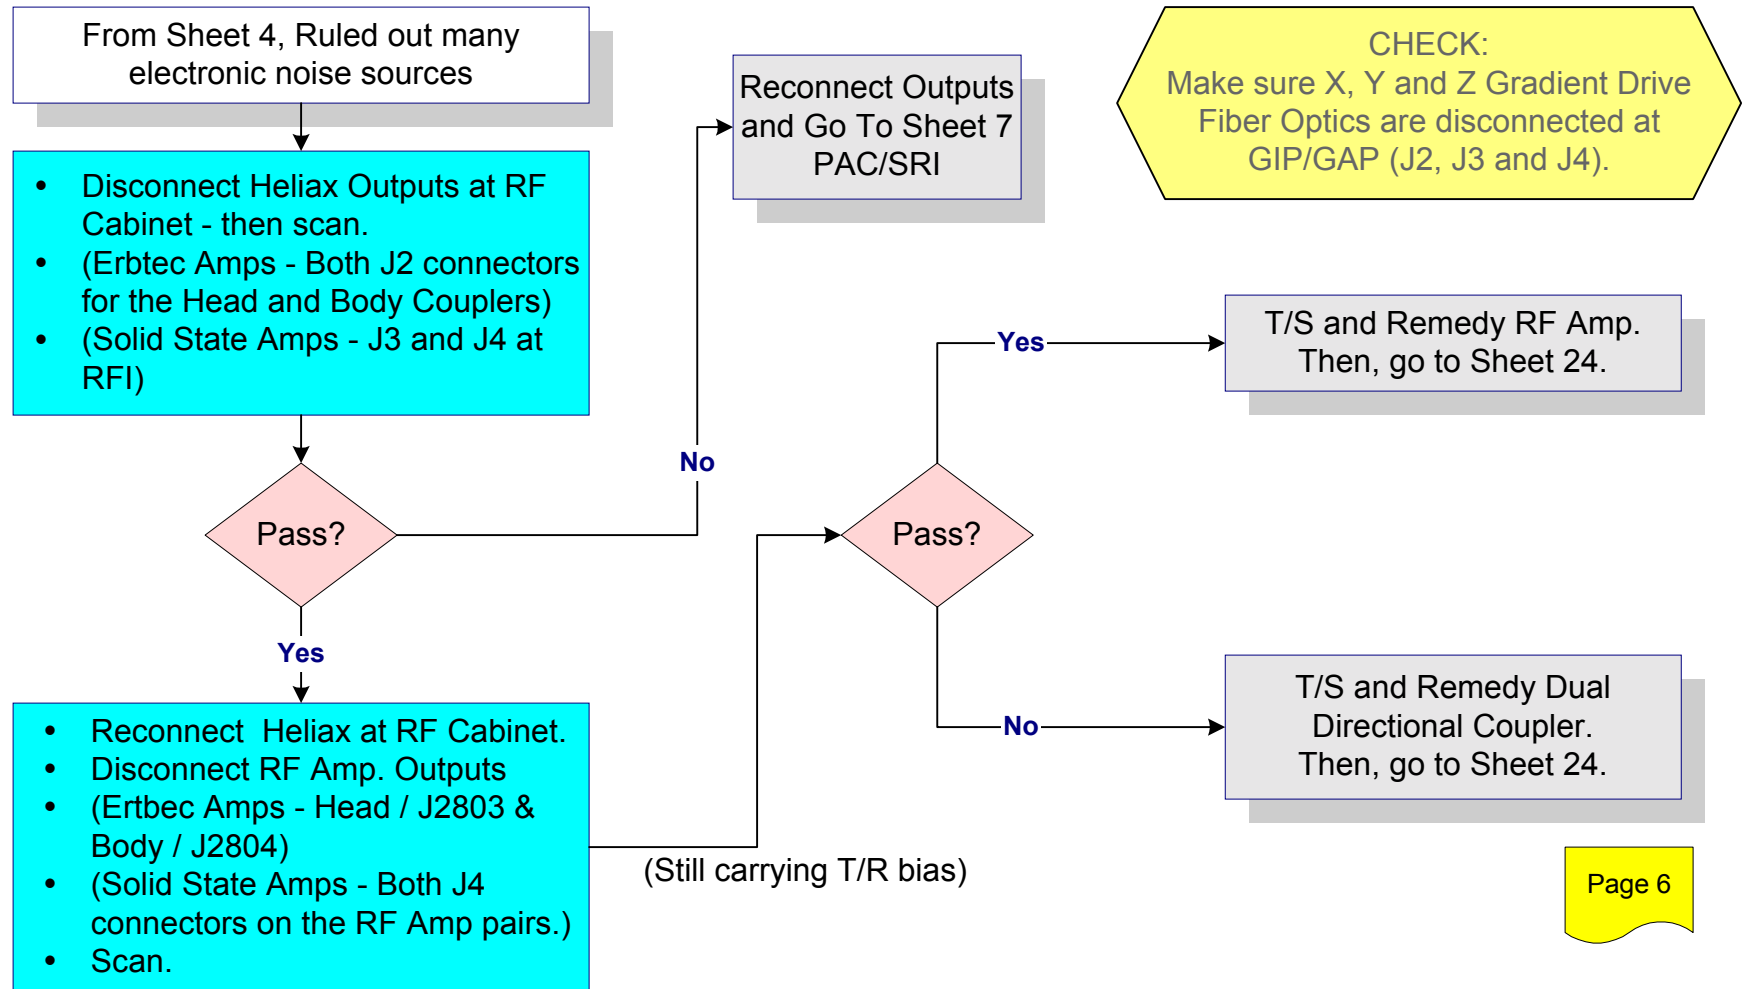 From Sheet 4, Ruled out many
electronic noise sources
• Disconnect Heliax Outputs at RF
Cabinet - then scan.
• (Erbtec Amps - Both J2 connectors
for the Head and Body Couplers)
• (Solid State Amps - J3 and J4 at
RFI)
Pass?
No
Reconnect Outputs
and Go To Sheet 7
PAC/SRI
Yes
• Reconnect  Heliax at RF Cabinet.
• Disconnect RF Amp. Outputs
• (Ertbec Amps - Head / J2803 &
Body / J2804)
• (Solid State Amps - Both J4
connectors on the RF Amp pairs.)
• Scan.
(Still carrying T/R bias)
Pass?
Yes
T/S and Remedy RF Amp.
Then, go to Sheet 24.
No
T/S and Remedy Dual
Directional Coupler.
Then, go to Sheet 24.
CHECK:
Make sure X, Y and Z Gradient Drive
Fiber Optics are disconnected at
GIP/GAP (J2, J3 and J4).
Page 6